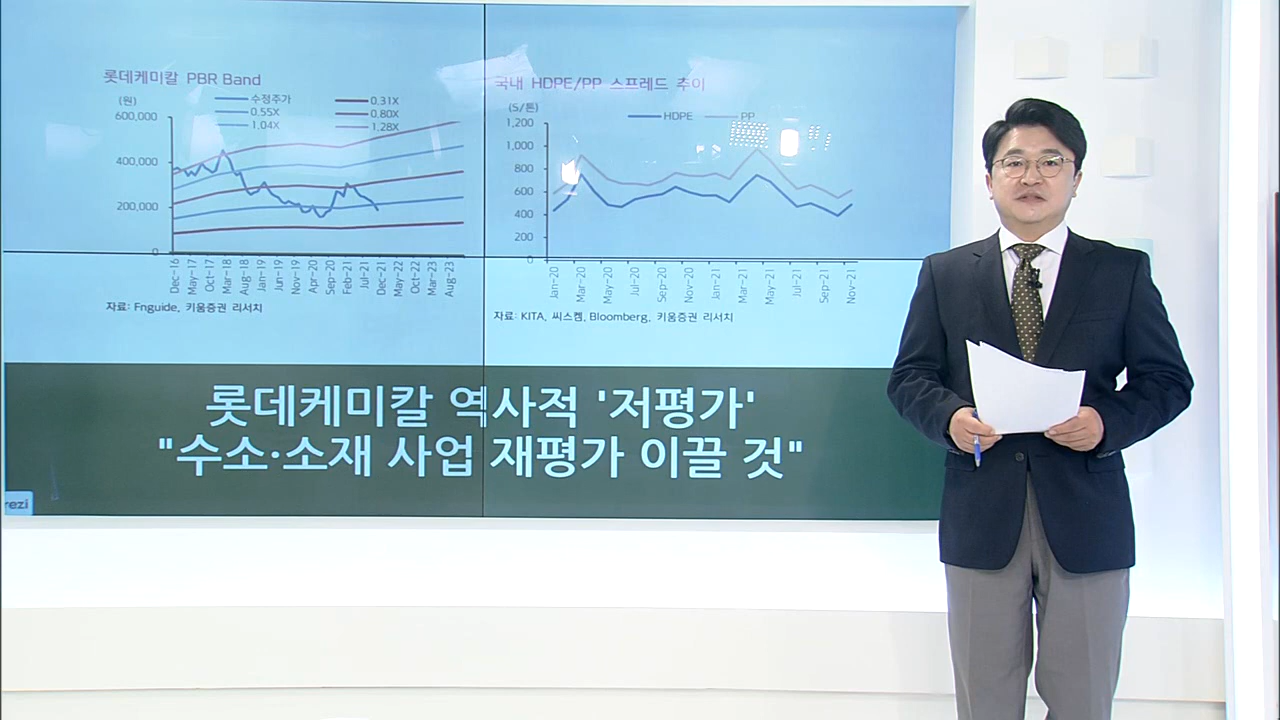 롯데케미칼 PBR Band
(원)
수정주가
0.31X
0.55X
0.80X
1.04X
1.28X
600,000
400,000
200,000
0
Dec-16
May-17
Oct-17
Mar-18
Aug-18
Jan-19
Jun-19
Nov-19
Apr-20
Sep-20
Feb-21
Jul-21
Dec-21
May-22
Oct-22
Mar-23
Aug-23
자료: Fnguide, 키움증권 리서치
국내 HDPE/PP 스프레드 추이
($/톤)
HDPE
PP
1,200
1,000
800
600
400
200
0
Jan-20
Mar-20
May-20
Jul-20
Sep-20
Nov-20
Jan-21
Mar-21
May-21
Jul-21
Sep-21
Nov-21
자료: KITA, 씨스켐, Bloomberg, 키움증권 리서치
롯데케미칼 역사적 '저평가'
"수소·소재 사업 재평가 이끌 것"
rezi